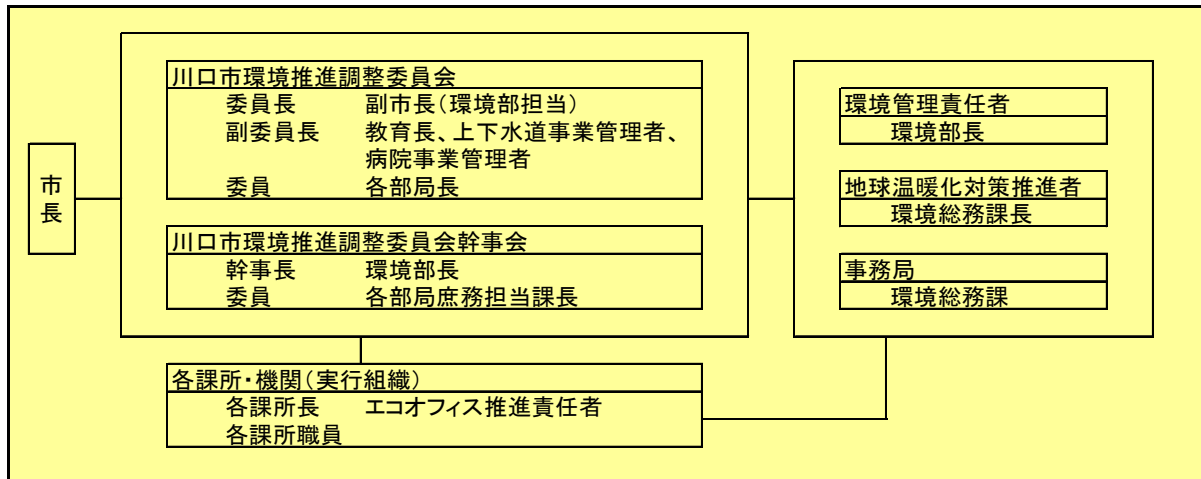 市長
川口市環境推進調整委員会
委員長 副市長(環境部担当)
副委員長 教育長、上下水道事業管理者、
病院事業管理者
委員 各部局長
川口市環境推進調整委員会幹事会
幹事長 環境部長
委員 各部局庶務担当課長
各課所・機関(実行組織)
各課所長 エコオフィス推進責任者
各課所職員
環境管理責任者
環境部長
地球温暖化対策推進者
環境総務課長
事務局
環境総務課